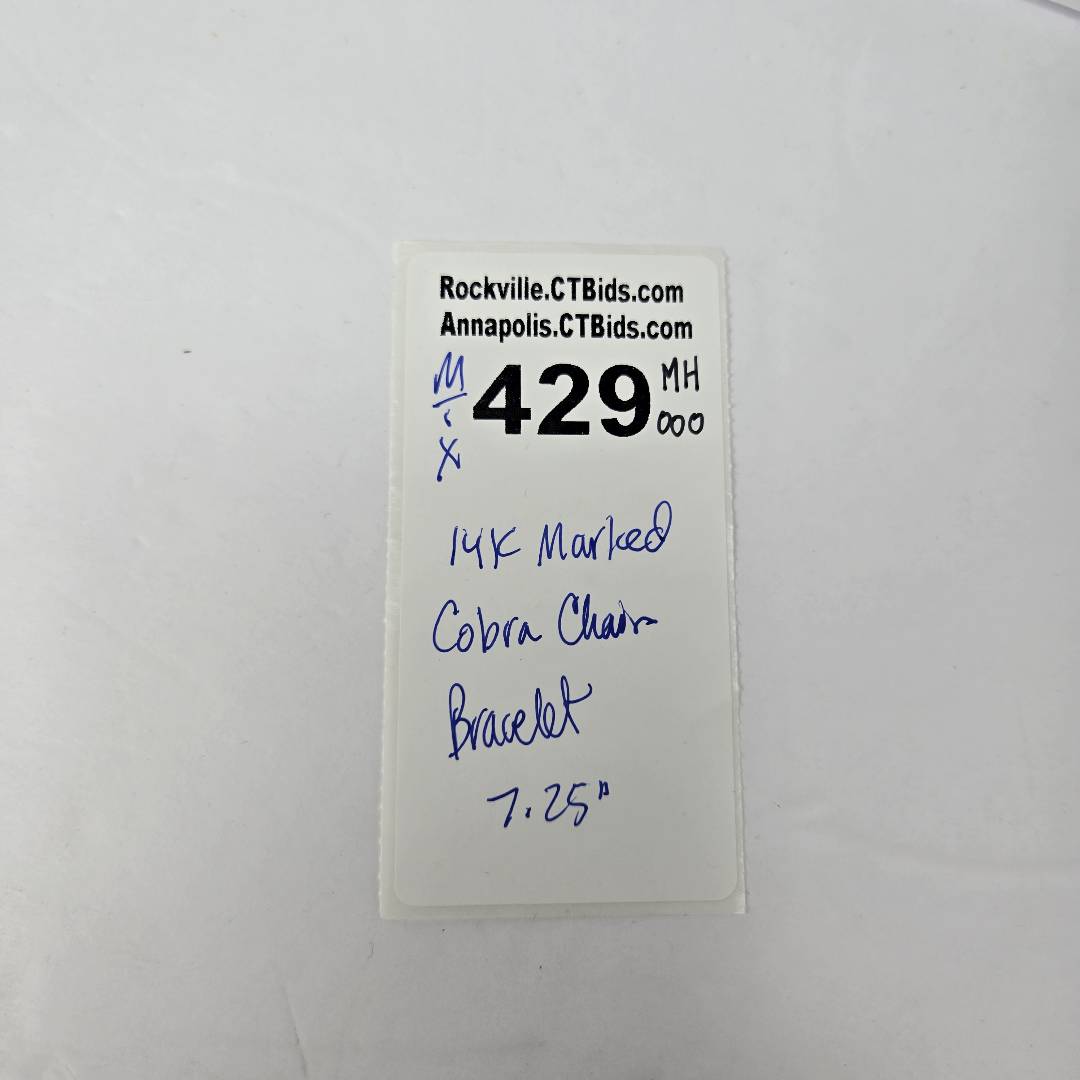 Rockville.CTBids.com
Annapolis.CTBids.com
M i X 429 MH 000
14K Marked
Cobra Chain
Bracelet
7.25"